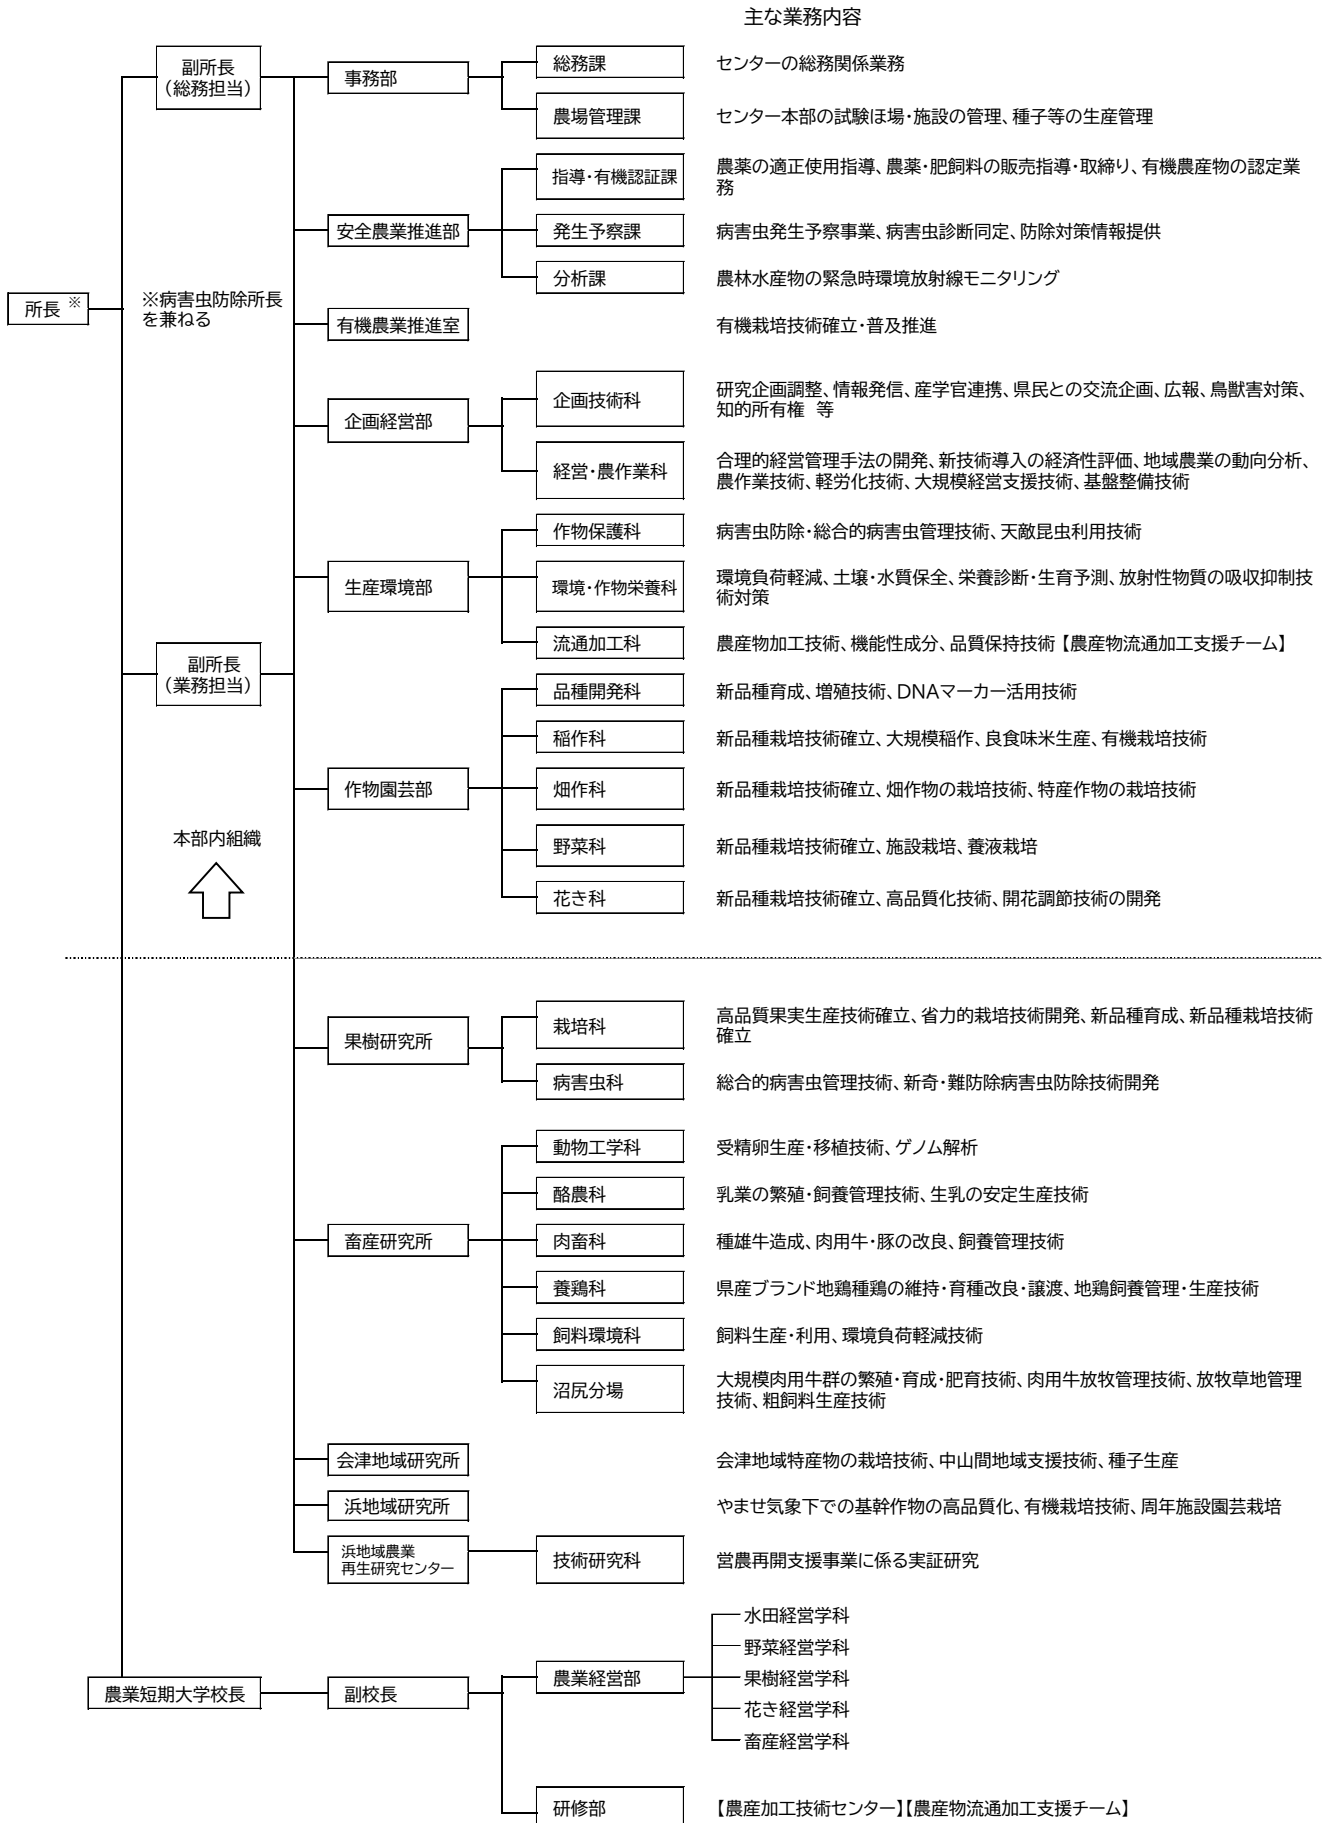 主な業務内容
副所長
（総務担当）
事務部
総務課
センターの総務関係業務
農場管理課
センター本部の試験ほ場・施設の管理、種子等の生産管理
指導・有機認証課
農薬の適正使用指導、農薬・肥飼料の販売指導・取締り、有機農産物の認定業
務
安全農業推進部
発生予察課
病害虫発生予察事業、病害虫診断同定、防除対策情報提供
分析課
農林水産物の緊急時環境放射線モニタリング
所長 ※
※病害虫防除所長
を兼ねる
有機農業推進室
有機栽培技術確立・普及推進
企画経営部
企画技術科
研究企画調整、情報発信、産学官連携、県民との交流企画、広報、鳥獣害対策、
知的所有権　等
経営・農作業科
合理的経営管理手法の開発、新技術導入の経済性評価、地域農業の動向分析、
農作業技術、軽労化技術、大規模経営支援技術、基盤整備技術
作物保護科
病害虫防除・総合的病害虫管理技術、天敵昆虫利用技術
生産環境部
環境・作物栄養科
環境負荷軽減、土壌・水質保全、栄養診断・生育予測、放射性物質の吸収抑制技
術対策
流通加工科
農産物加工技術、機能性成分、品質保持技術【農産物流通加工支援チーム】
副所長
（業務担当）
品種開発科
新品種育成、増殖技術、DNAマーカー活用技術
稲作科
新品種栽培技術確立、大規模稲作、良食味米生産、有機栽培技術
作物園芸部
畑作科
新品種栽培技術確立、畑作物の栽培技術、特産作物の栽培技術
本部内組織
野菜科
新品種栽培技術確立、施設栽培、養液栽培
花き科
新品種栽培技術確立、高品質化技術、開花調節技術の開発
果樹研究所
栽培科
高品質果実生産技術確立、省力的栽培技術開発、新品種育成、新品種栽培技術
確立
病害虫科
総合的病害虫管理技術、新奇・難防除病害虫防除技術開発
動物工学科
受精卵生産・移植技術、ゲノム解析
酪農科
乳業の繁殖・飼養管理技術、生乳の安定生産技術
畜産研究所
肉畜科
種雄牛造成、肉用牛・豚の改良、飼養管理技術
養鶏科
県産ブランド地鶏種鶏の維持・育種改良・譲渡、地鶏飼養管理・生産技術
飼料環境科
飼料生産・利用、環境負荷軽減技術
沼尻分場
大規模肉用牛群の繁殖・育成・肥育技術、肉用牛放牧管理技術、放牧草地管理
技術、粗飼料生産技術
会津地域研究所
会津地域特産物の栽培技術、中山間地域支援技術、種子生産
浜地域研究所
やませ気象下での基幹作物の高品質化、有機栽培技術、周年施設園芸栽培
浜地域農業
再生研究センター
技術研究科
営農再開支援事業に係る実証研究
農業短期大学校長
副校長
農業経営部
水田経営学科
野菜経営学科
果樹経営学科
花き経営学科
畜産経営学科
研修部
【農産加工技術センター】【農産物流通加工支援チーム】